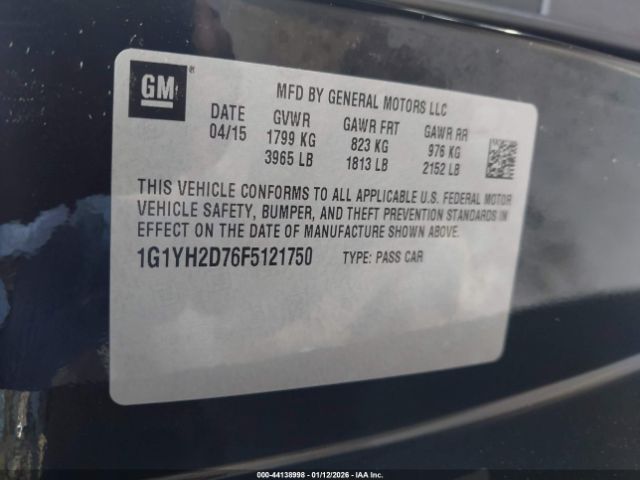 GM ®
MFD BY GENERAL MOTORS LLC
DATE GVWR GAWR FRT GAWR RR
04/15 1799 KG 823 KG 976 KG
3965 LB 1813 LB 2152 LB
THIS VEHICLE CONFORMS TO ALL APPLICABLE U.S. FEDERAL MOTOR
VEHICLE SAFETY, BUMPER, AND THEFT PREVENTION STANDARDS IN
EFFECT ON THE DATE OF MANUFACTURE SHOWN ABOVE.
1G1YH2D76F5121750 TYPE: PASS CAR
000-44138998 - 01/12/2026 - IAA Inc.